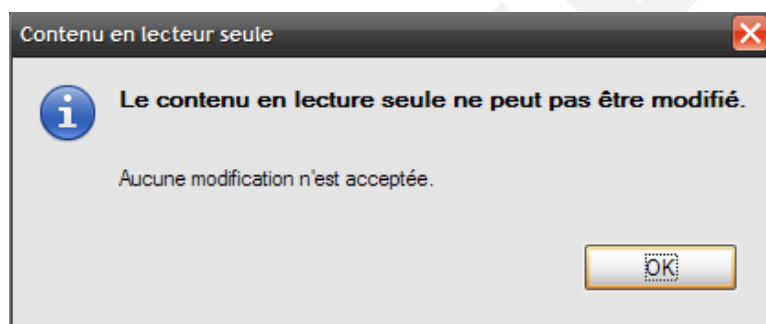 Contenu en lecteur seule
Le contenu en lecture seule ne peut pas être modifié.
Aucune modification n'est acceptée.
OK